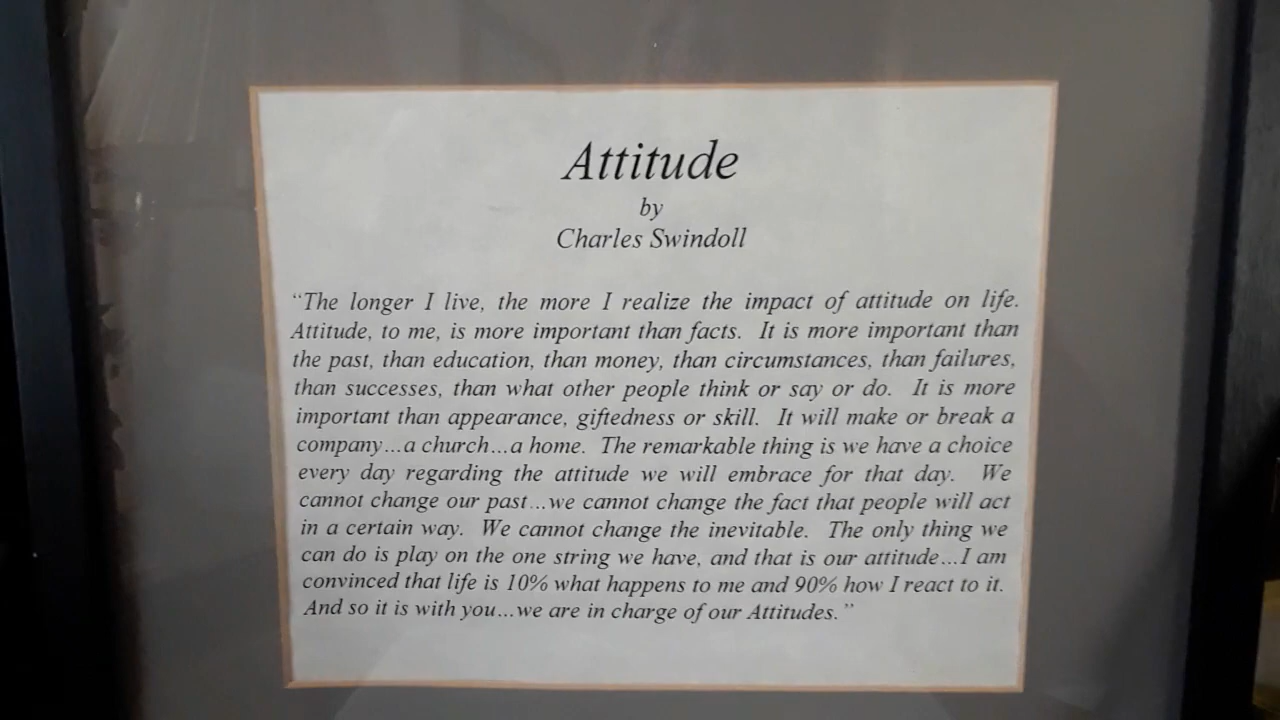 Attitude
by
Charles Swindoll
“The longer I live, the more I realize the impact of attitude on life.
Attitude, to me, is more important than facts. It is more important than
the past, than education, than money, than circumstances, than failures,
than successes, than what other people think or say or do. It is more
important than appearance, giftedness or skill. It will make or break a
company...a church...a home. The remarkable thing is we have a choice
every day regarding the attitude we will embrace for that day. We
cannot change our past...we cannot change the fact that people will act
in a certain way. We cannot change the inevitable. The only thing we
can do is play on the one string we have, and that is our attitude...I am
convinced that life is 10% what happens to me and 90% how I react to it.
And so it is with you...we are in charge of our Attitudes.”